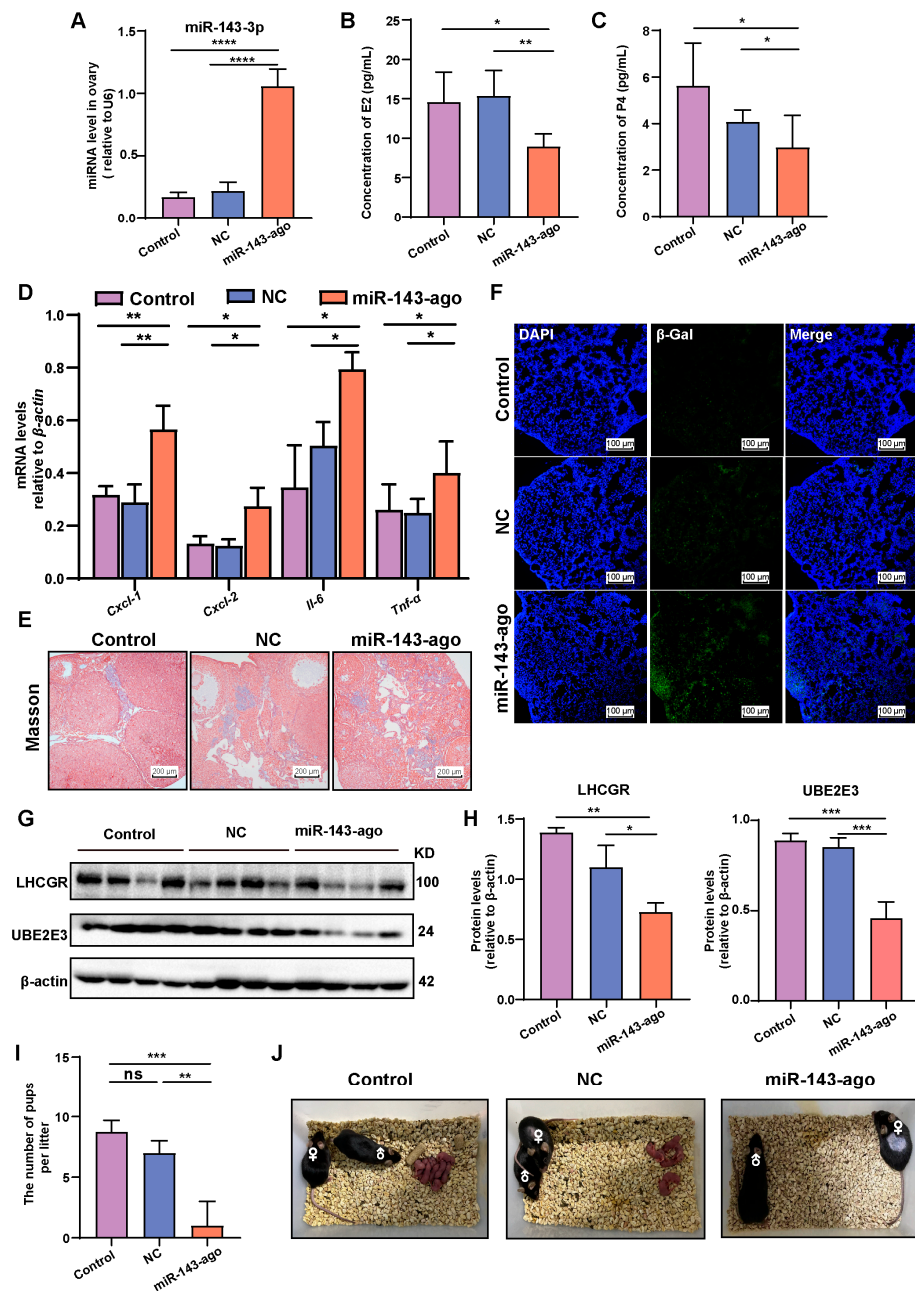 A
miR-143-3p
miRNA level in ovary
( relative to U6)
1.5
1.0
0.5
0.0
****
****
Control
NC
miR-143-ago
B
Concentration of E2 (pg/mL)
25
20
15
10
5
0
*
**
Control
NC
miR-143-ago
C
Concentration of P4 (pg/mL)
8
6
4
2
0
*
*
Control
NC
miR-143-ago
D
Control
NC
miR-143-ago
mRNA levels
relative to β-actin
1.0
0.8
0.6
0.4
0.2
0.0
**
**
*
*
*
*
*
*
Cxcl-1
Cxcl-2
Il-6
Tnf-α
E
Control
NC
miR-143-ago
Masson
200 μm
200 μm
200 μm
F
DAPI
β-Gal
Merge
Control
100 μm
100 μm
100 μm
NC
100 μm
100 μm
100 μm
miR-143-ago
100 μm
100 μm
100 μm
G
Control
NC
miR-143-ago
KD
LHCGR
100
UBE2E3
24
β-actin
42
H
LHCGR
Protein levels
(relative to β-actin)
1.5
1.0
0.5
0.0
**
*
Control
NC
miR-143-ago
UBE2E3
Protein levels
(relative to β-actin)
1.0
0.5
0.0
***
***
Control
NC
miR-143-ago
I
The number of pups
per litter
15
10
5
0
***
ns
**
Control
NC
miR-143-ago
J
Control
NC
miR-143-ago
♀
♂
♀
♂
♂
♀